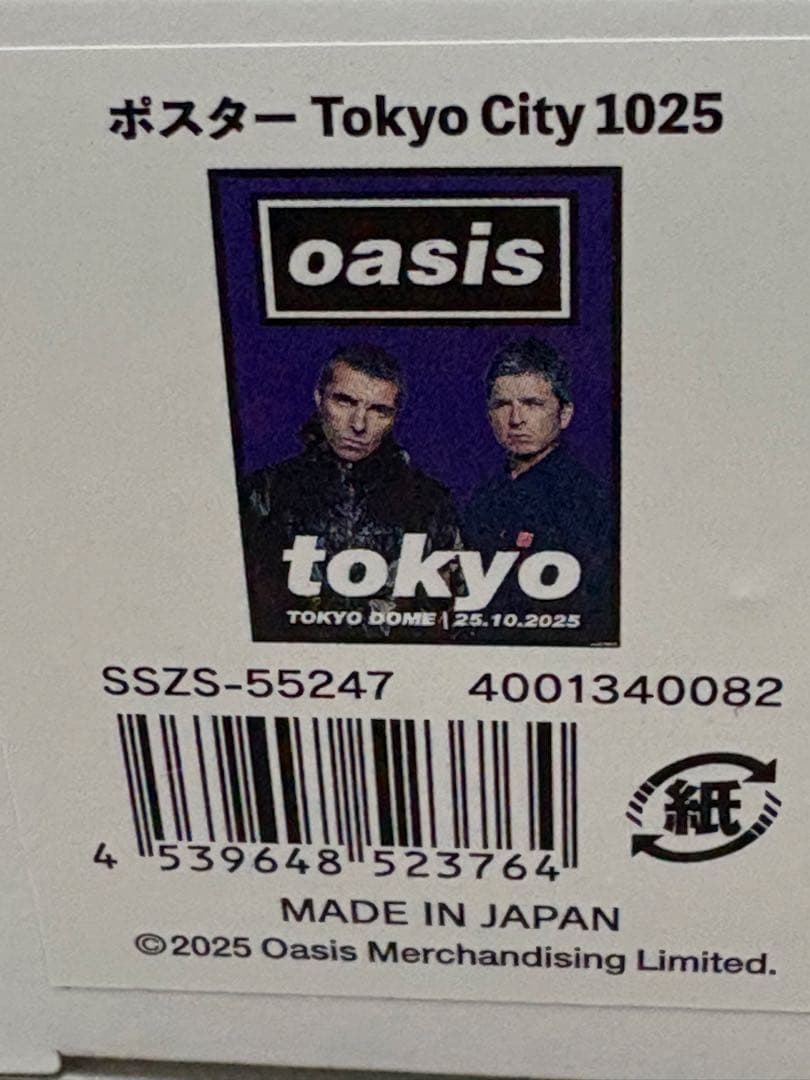 ポスター Tokyo City 1025
oasis
tokyo
TOKYO DOME | 25.10.2025
SSZS-55247 4001340082
4 539648 523764
紙
MADE IN JAPAN
©2025 Oasis Merchandising Limited.